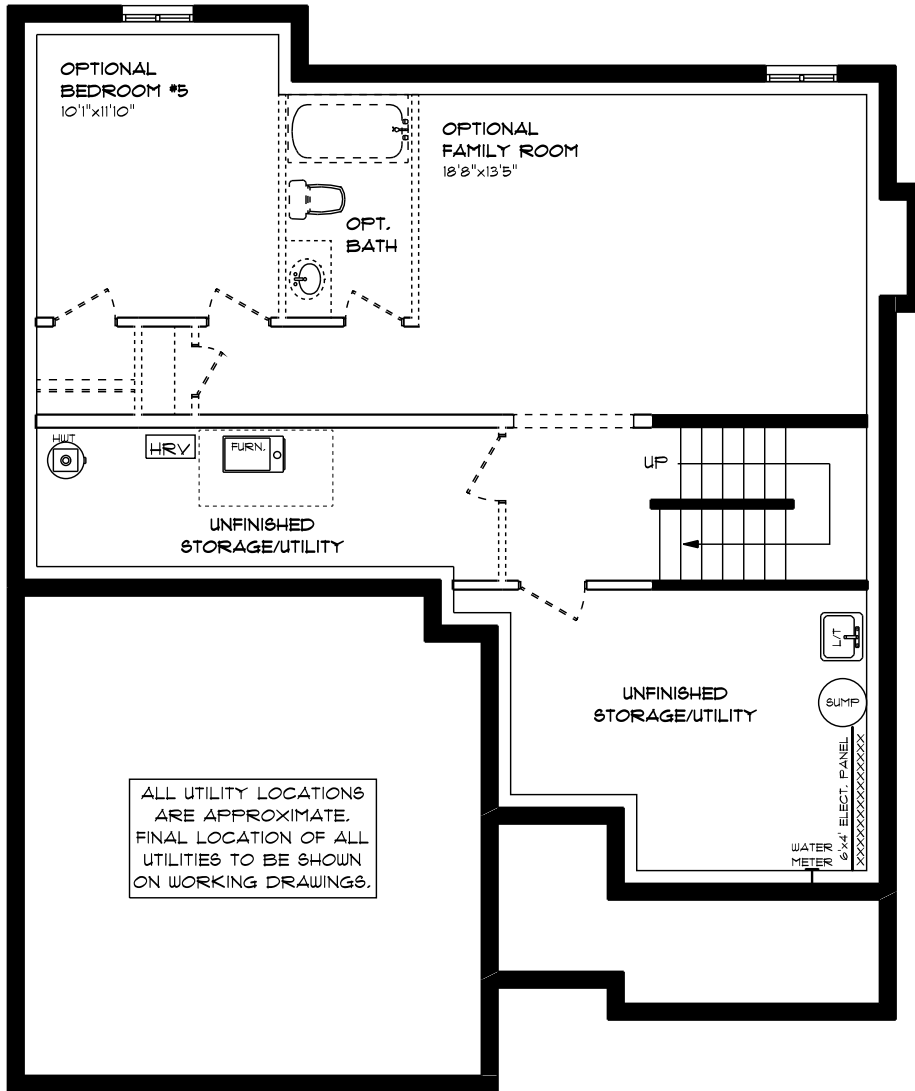 OPTIONAL
BEDROOM #5
10'1"x11'10"
OPTIONAL
FAMILY ROOM
18'8"x13'5"
OPT.
BATH
HWT
HRV
FURN.
UP
UNFINISHED
STORAGE/UTILITY
L/T
UNFINISHED
STORAGE/UTILITY
SUMP
6'x4' ELECT. PANEL
XXXXXXXXXXXXX
WATER
METER
ALL UTILITY LOCATIONS
ARE APPROXIMATE.
FINAL LOCATION OF ALL
UTILITIES TO BE SHOWN
ON WORKING DRAWINGS.